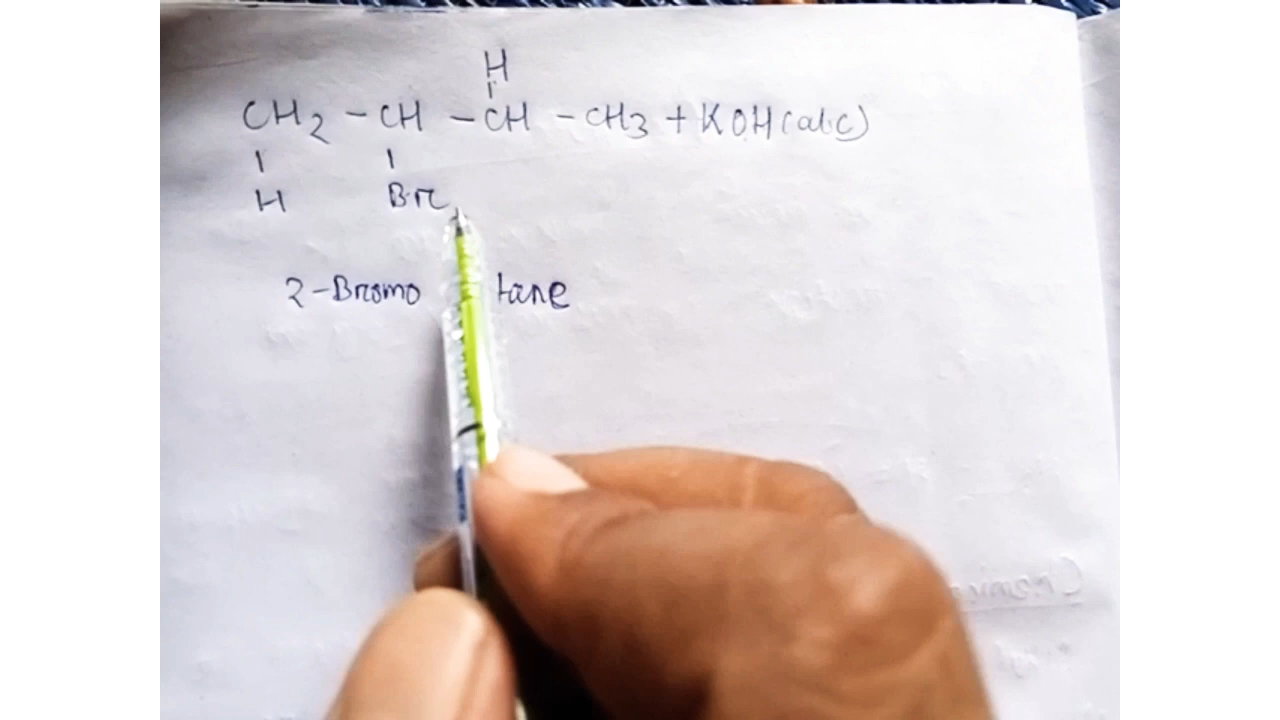 H
CH2 - CH - CH - CH3 + KOH(alc)
H Br
2-Bromo tane